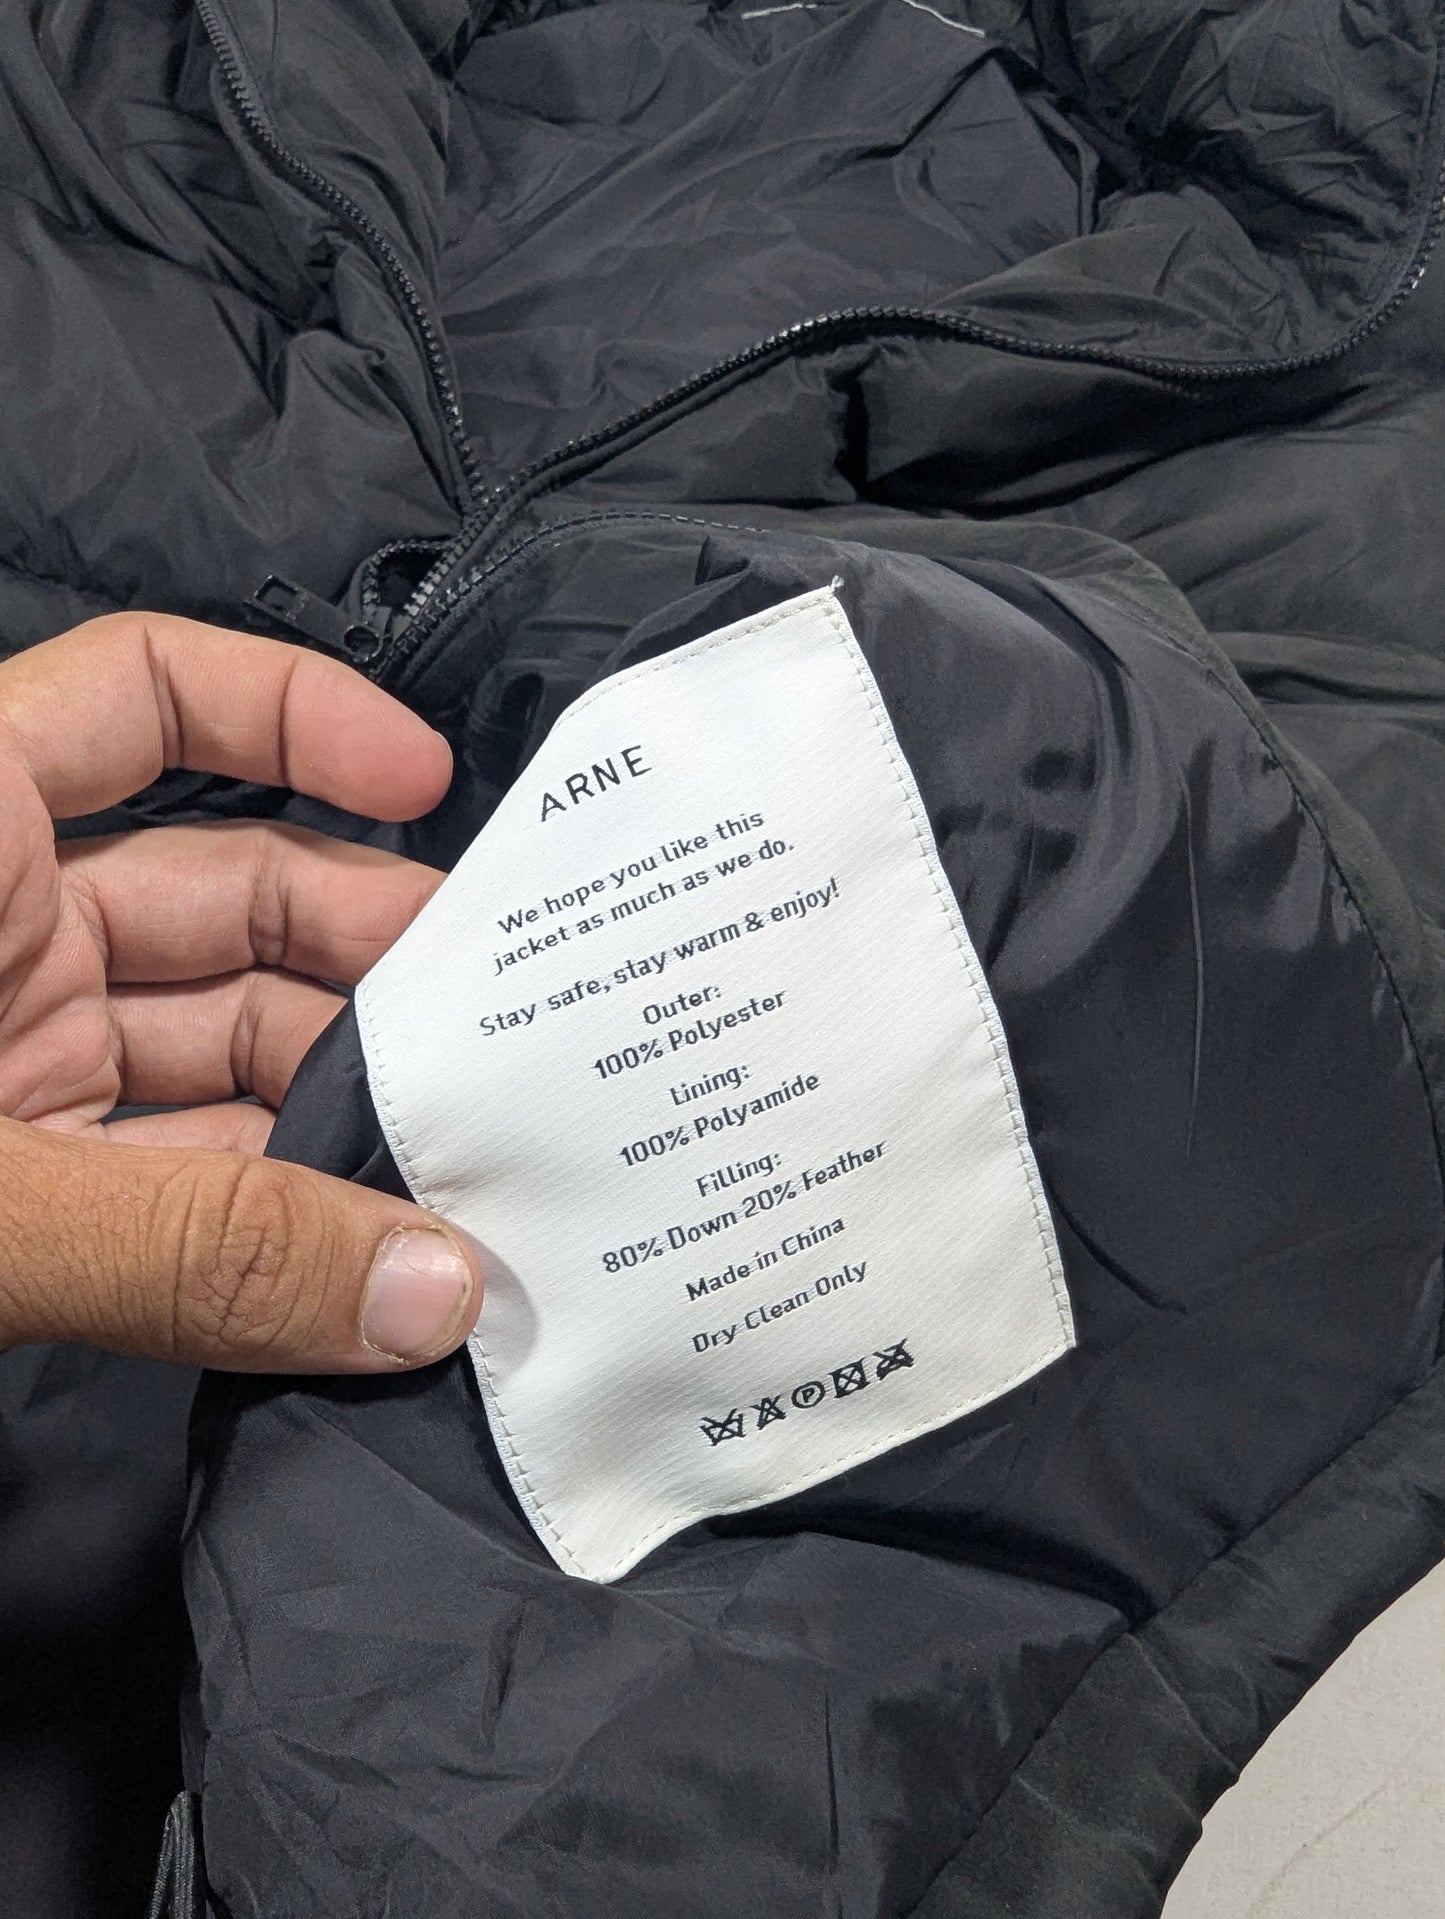 ARNE
We hope you like this
jacket as much as we do.
Stay safe, stay warm & enjoy!
Outer:
100% Polyester
Lining:
100% Polyamide
Filling:
80% Down 20% Feather
Made in China
Dry Clean Only
P